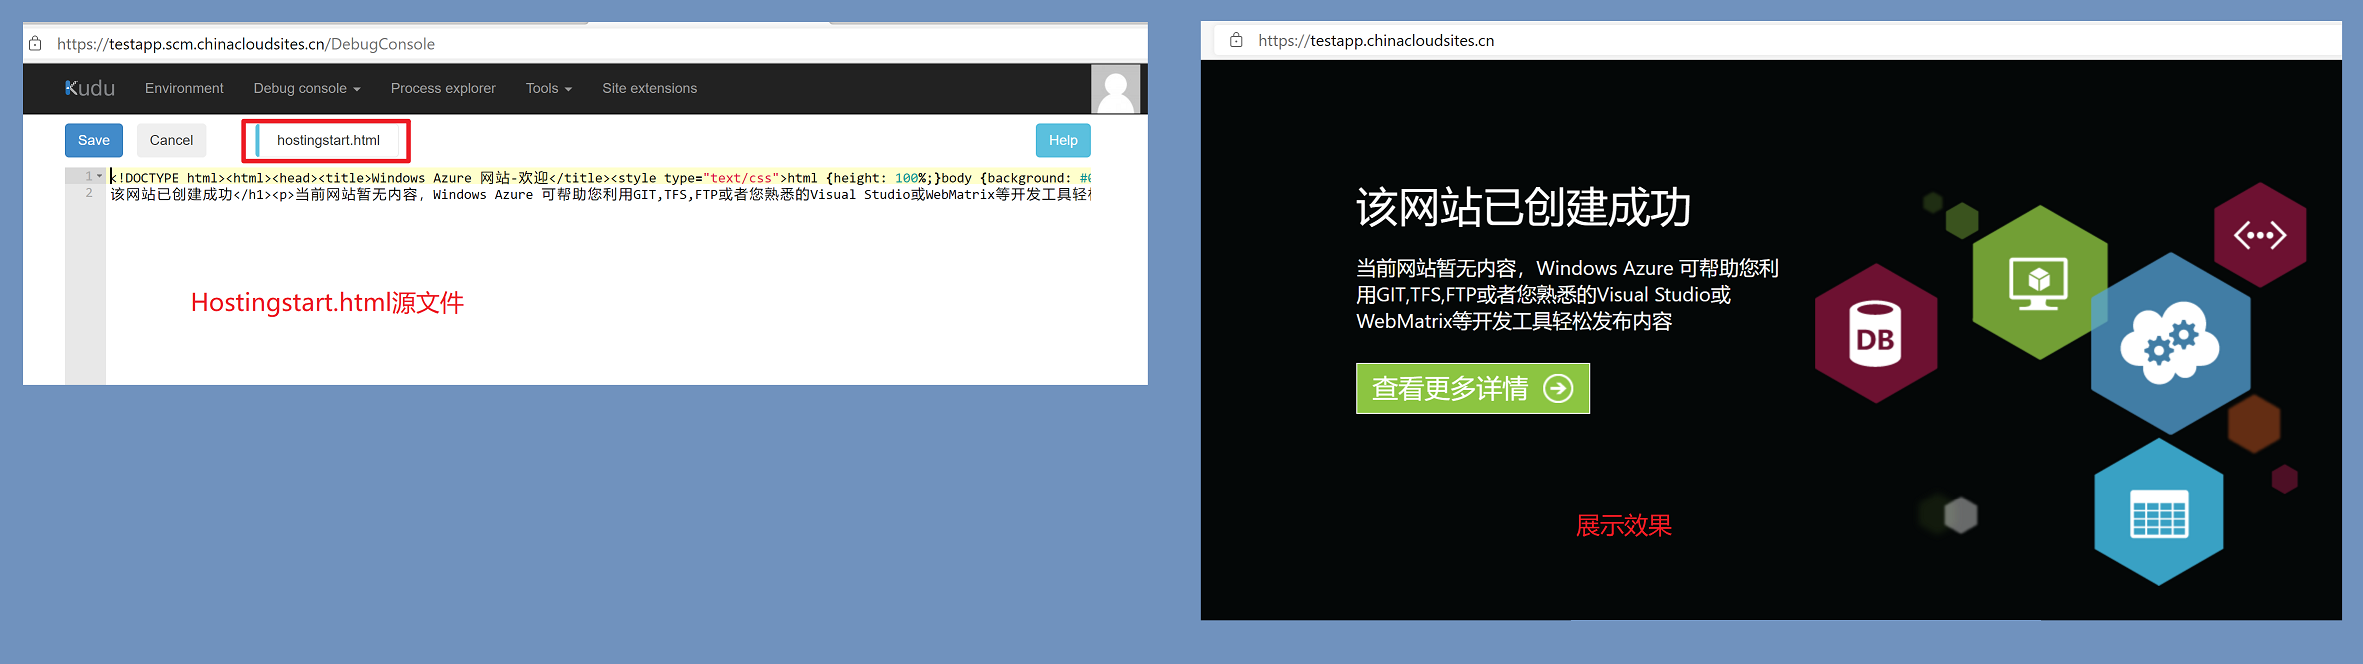 https://testapp.scm.chinacloudsites.cn/DebugConsole
Kudu Environment Debug console Process explorer Tools Site extensions
Save Cancel hostingstart.html Help
1 <!DOCTYPE html><html><head><title>Windows Azure 网站-欢迎</title><style type="text/css">html {height: 100%;}body {background: #
2 该网站已创建成功</h1><p>当前网站暂无内容，Windows Azure 可帮助您利用GIT,TFS,FTP或者您熟悉的Visual Studio或WebMatrix等开发工具轻
Hostingstart.html源文件
https://testapp.chinacloudsites.cn
该网站已创建成功
当前网站暂无内容，Windows Azure 可帮助您利
用GIT,TFS,FTP或者您熟悉的Visual Studio或
WebMatrix等开发工具轻松发布内容
查看更多详情
DB
展示效果